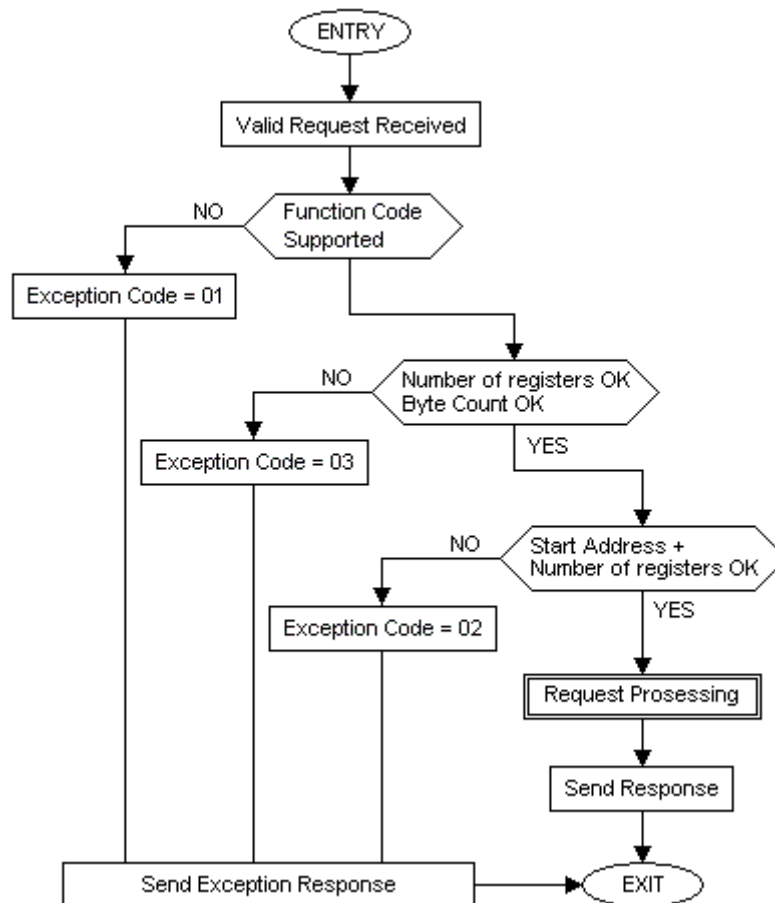 ENTRY
Valid Request Received
NO
Function Code
Supported
Exception Code = 01
NO
Number of registers OK
Byte Count OK
YES
Exception Code = 03
NO
Start Address +
Number of registers OK
YES
Exception Code = 02
Request Prosessing
Send Response
Send Exception Response
EXIT